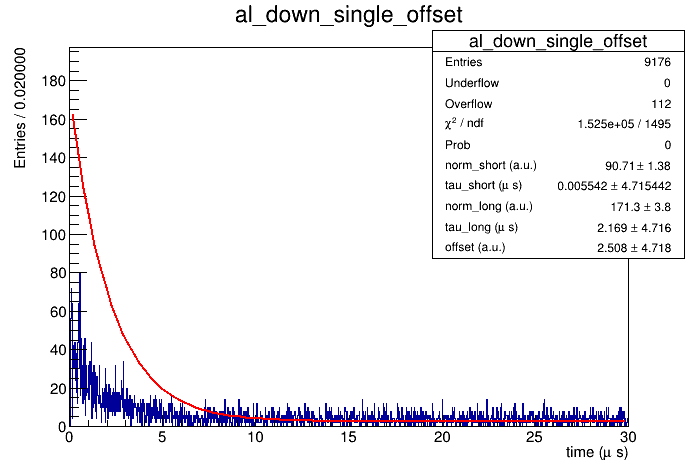 al_down_single_offset
al_down_single_offset
Entries 9176
Underflow 0
Overflow 112
χ² / ndf 1.525e+05 / 1495
Prob 0
norm_short (a.u.) 90.71 ± 1.38
tau_short (μ s) 0.005542 ± 4.715442
norm_long (a.u.) 171.3 ± 3.8
tau_long (μ s) 2.169 ± 4.716
offset (a.u.) 2.508 ± 4.718
Entries / 0.020000
180
160
140
120
100
80
60
40
20
0
0 5 10 15 20 25 30
time (μ s)